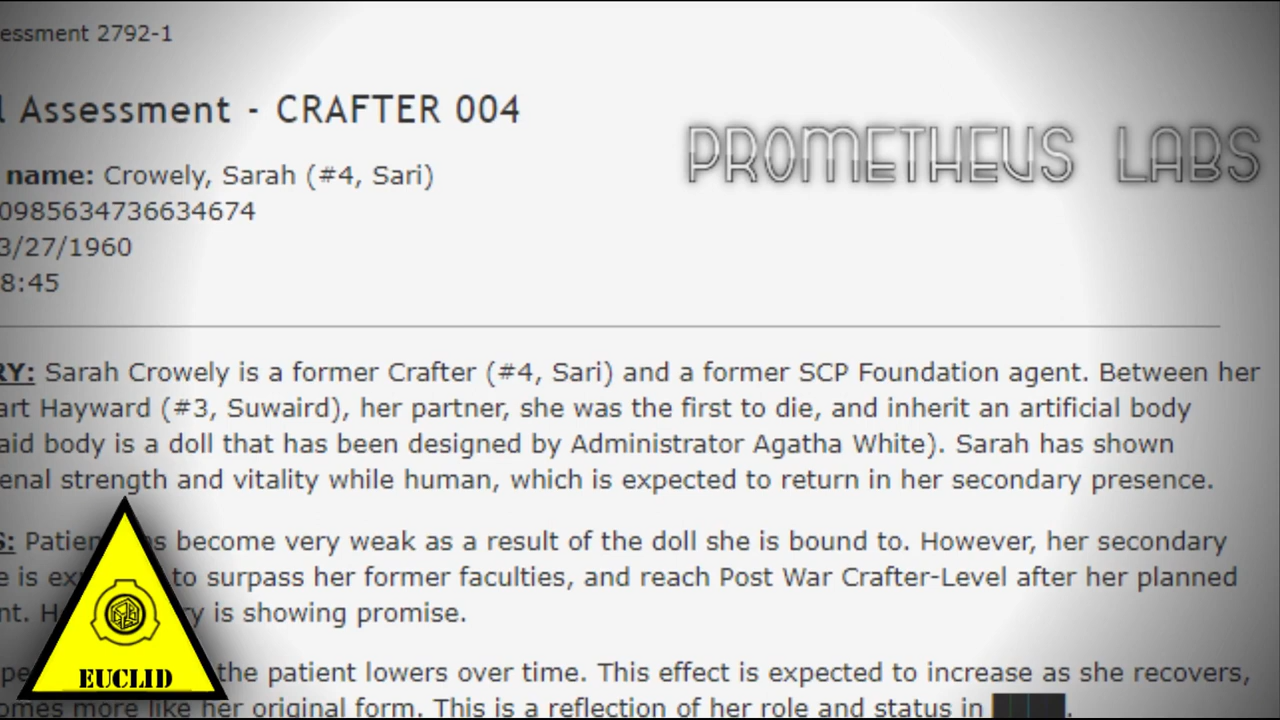 essment 2792-1
l Assessment - CRAFTER 004
PROMETHEUS LABS
name: Crowely, Sarah (#4, Sari)
0985634736634674
3/27/1960
8:45
RY: Sarah Crowely is a former Crafter (#4, Sari) and a former SCP Foundation agent. Between her
art Hayward (#3, Suwaird), her partner, she was the first to die, and inherit an artificial body
aid body is a doll that has been designed by Administrator Agatha White). Sarah has shown
enal strength and vitality while human, which is expected to return in her secondary presence.
S: Patien as become very weak as a result of the doll she is bound to. However, her secondary
e is ex to surpass her former faculties, and reach Post War Crafter-Level after her planned
nt. H ry is showing promise.
pe the patient lowers over time. This effect is expected to increase as she recovers,
omes more like her original form. This is a reflection of her role and status in
EUCLID